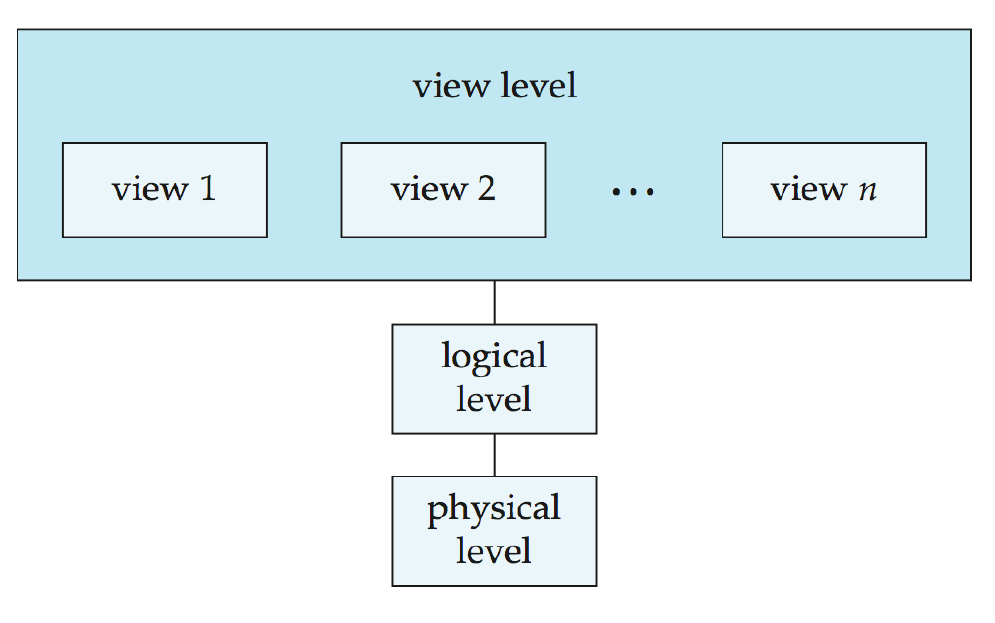 view level
view 1
view 2
...
view n
logical
level
physical
level